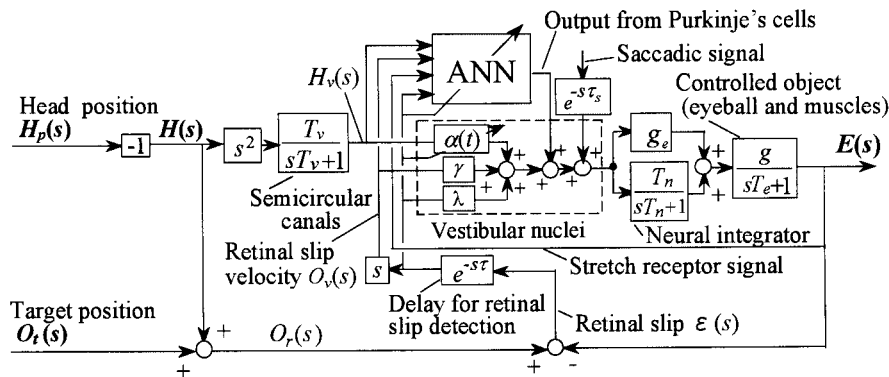 Output from Purkinje's cells
Saccadic signal
ANN
H_v(s)
e^{-sτ_s}
Controlled object
(eyeball and muscles)
Head position
H_p(s)
H(s)
E(s)
-1
s^2
T_v
sT_v+1
α(t)
γ
λ
+ + + + + + +
g_e
T_n
sT_n+1
+ +
g
sT_e+1
Semicircular
canals
Vestibular nuclei
Neural integrator
Retinal slip
velocity O_v(s)
s
e^{-sτ}
Stretch receptor signal
Delay for retinal
slip detection
Target position
O_t(s)
+
+
O_r(s)
Retinal slip ε(s)
+ -